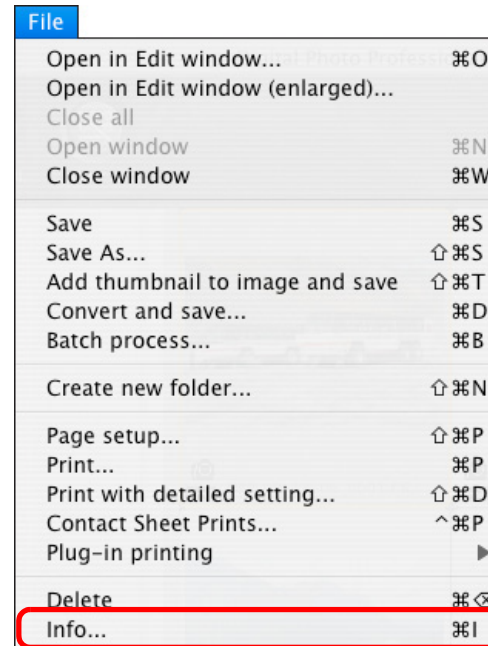 File
Open in Edit window... ⌘O
Open in Edit window (enlarged)...
Close all
Open window ⌘N
Close window ⌘W
Save ⌘S
Save As... ⇧⌘S
Add thumbnail to image and save ⇧⌘T
Convert and save... ⌘D
Batch process... ⌘B
Create new folder... ⇧⌘N
Page setup... ⇧⌘P
Print... ⌘P
Print with detailed setting... ⇧⌘D
Contact Sheet Prints... ^⌘P
Plug-in printing ▶
Delete ⌘⌫
Info... ⌘I